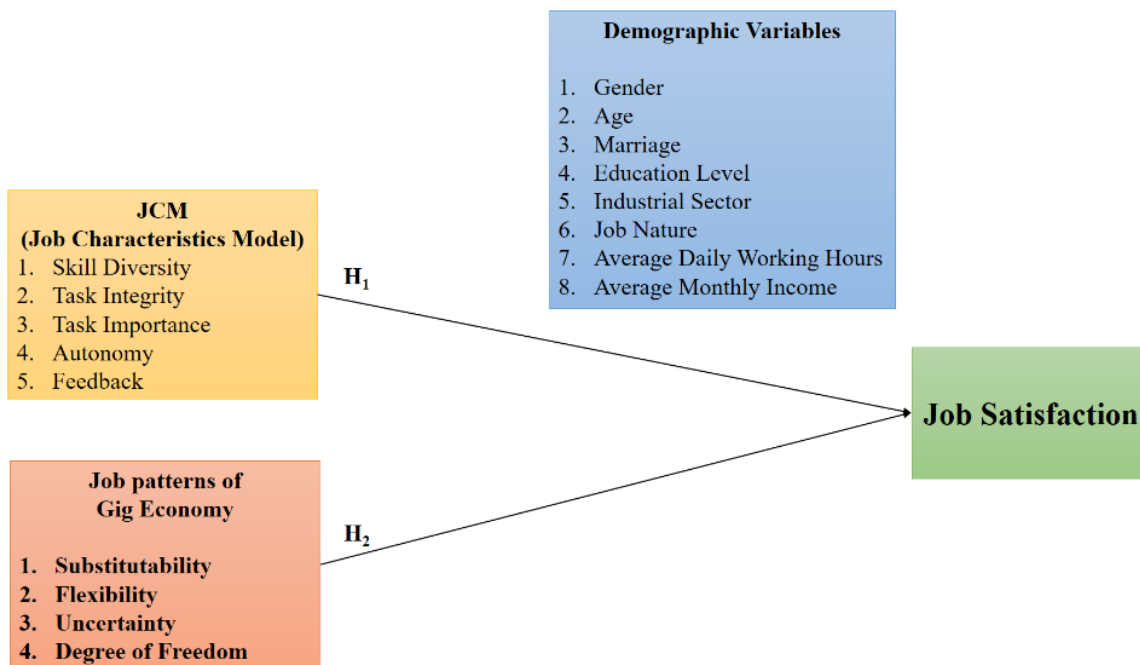 Demographic Variables
1. Gender
2. Age
3. Marriage
4. Education Level
5. Industrial Sector
6. Job Nature
7. Average Daily Working Hours
8. Average Monthly Income
JCM
(Job Characteristics Model)
1. Skill Diversity
2. Task Integrity
3. Task Importance
4. Autonomy
5. Feedback
H₁
Job Satisfaction
Job patterns of
Gig Economy
1. Substitutability
2. Flexibility
3. Uncertainty
4. Degree of Freedom
H₂